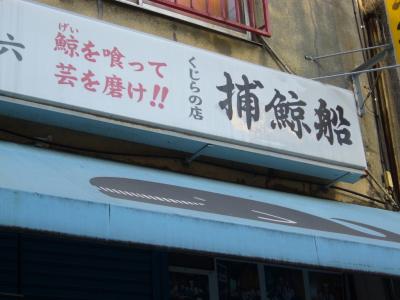 六
げい
鯨を喰って
芸を磨け!!
くじらの店
捕鯨船